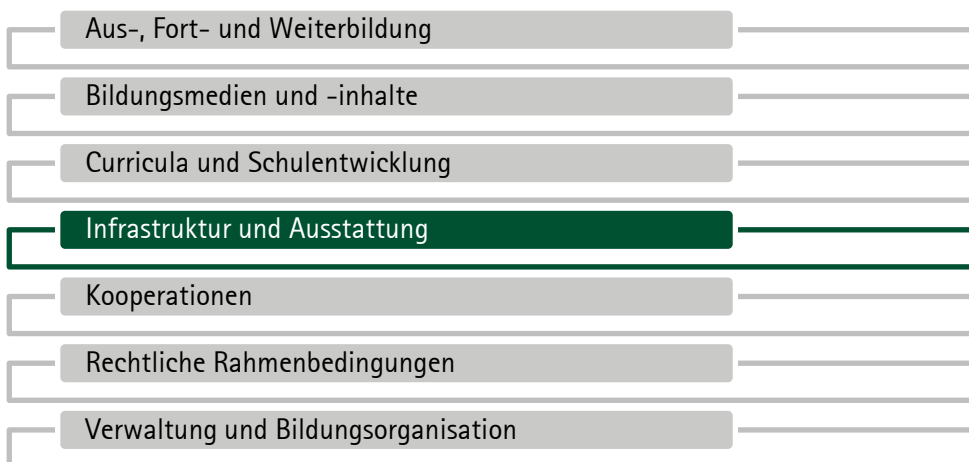 Aus-, Fort- und Weiterbildung
Bildungsmedien und -inhalte
Curricula und Schulentwicklung
Infrastruktur und Ausstattung
Kooperationen
Rechtliche Rahmenbedingungen
Verwaltung und Bildungsorganisation